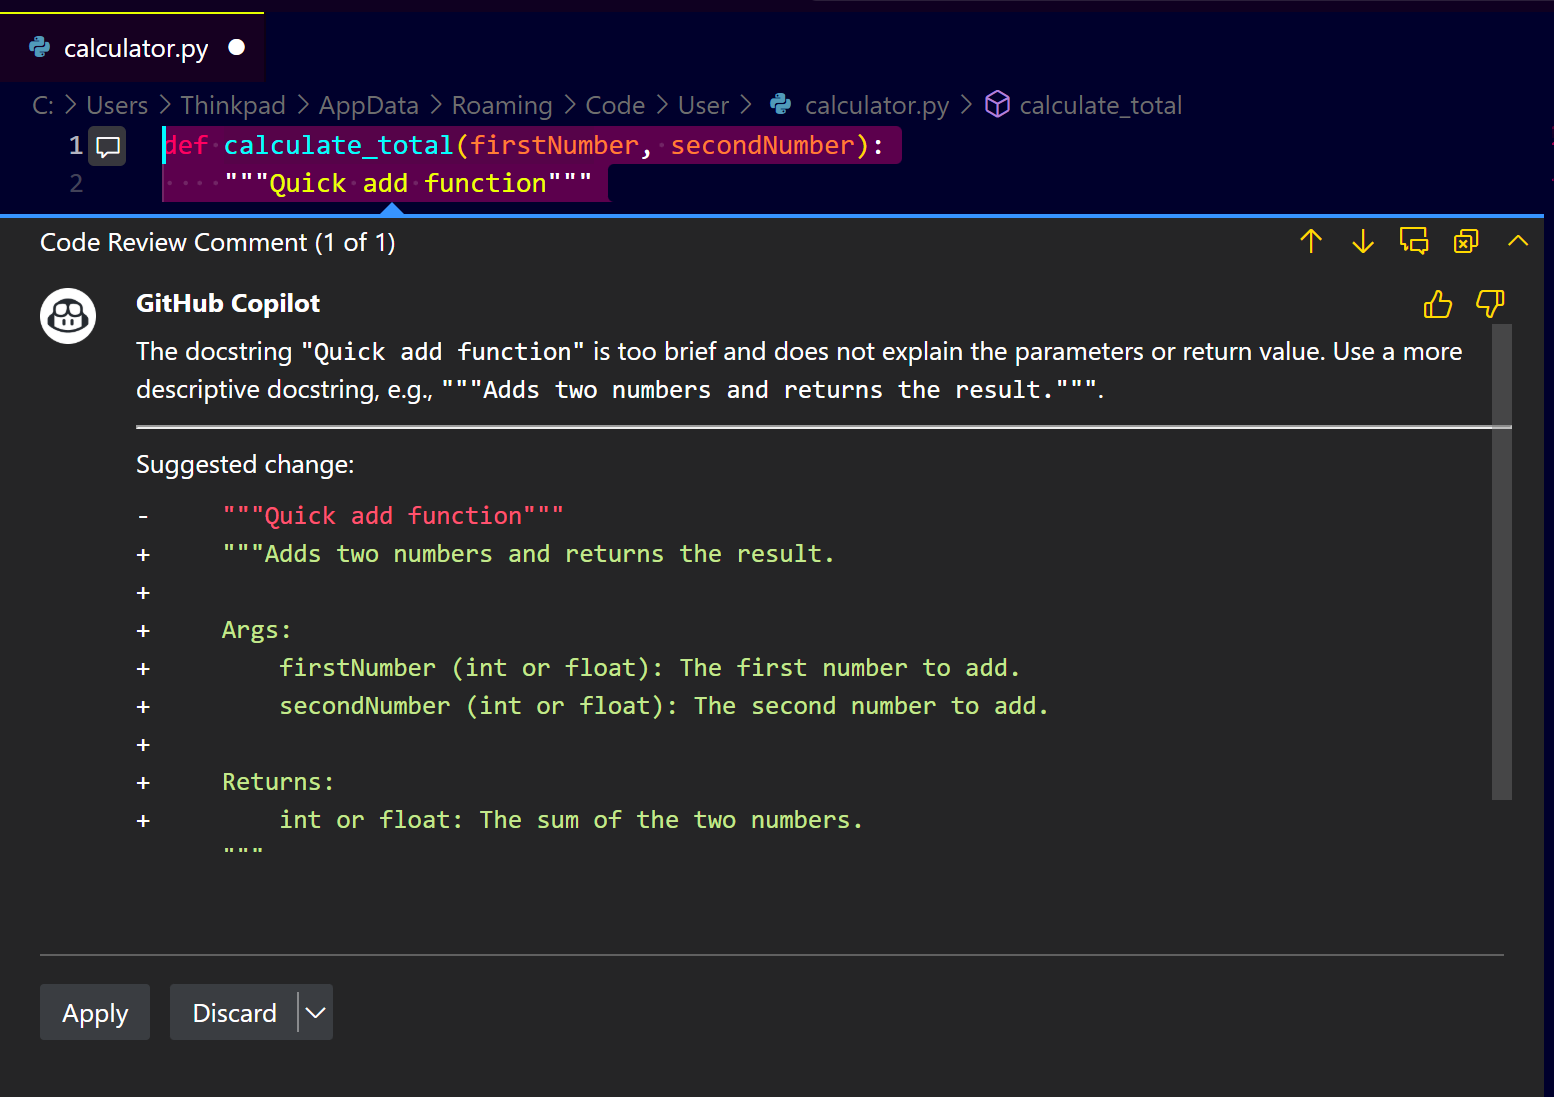 calculator.py
C: > Users > Thinkpad > AppData > Roaming > Code > User > calculator.py > calculate_total
1 def calculate_total(firstNumber, secondNumber):
2 """Quick add function"""
Code Review Comment (1 of 1)
GitHub Copilot
The docstring "Quick add function" is too brief and does not explain the parameters or return value. Use a more
descriptive docstring, e.g., """Adds two numbers and returns the result.""".
Suggested change:
- """Quick add function"""
+ """Adds two numbers and returns the result.
+
+ Args:
+ firstNumber (int or float): The first number to add.
+ secondNumber (int or float): The second number to add.
+
+ Returns:
+ int or float: The sum of the two numbers.
"""
Apply Discard